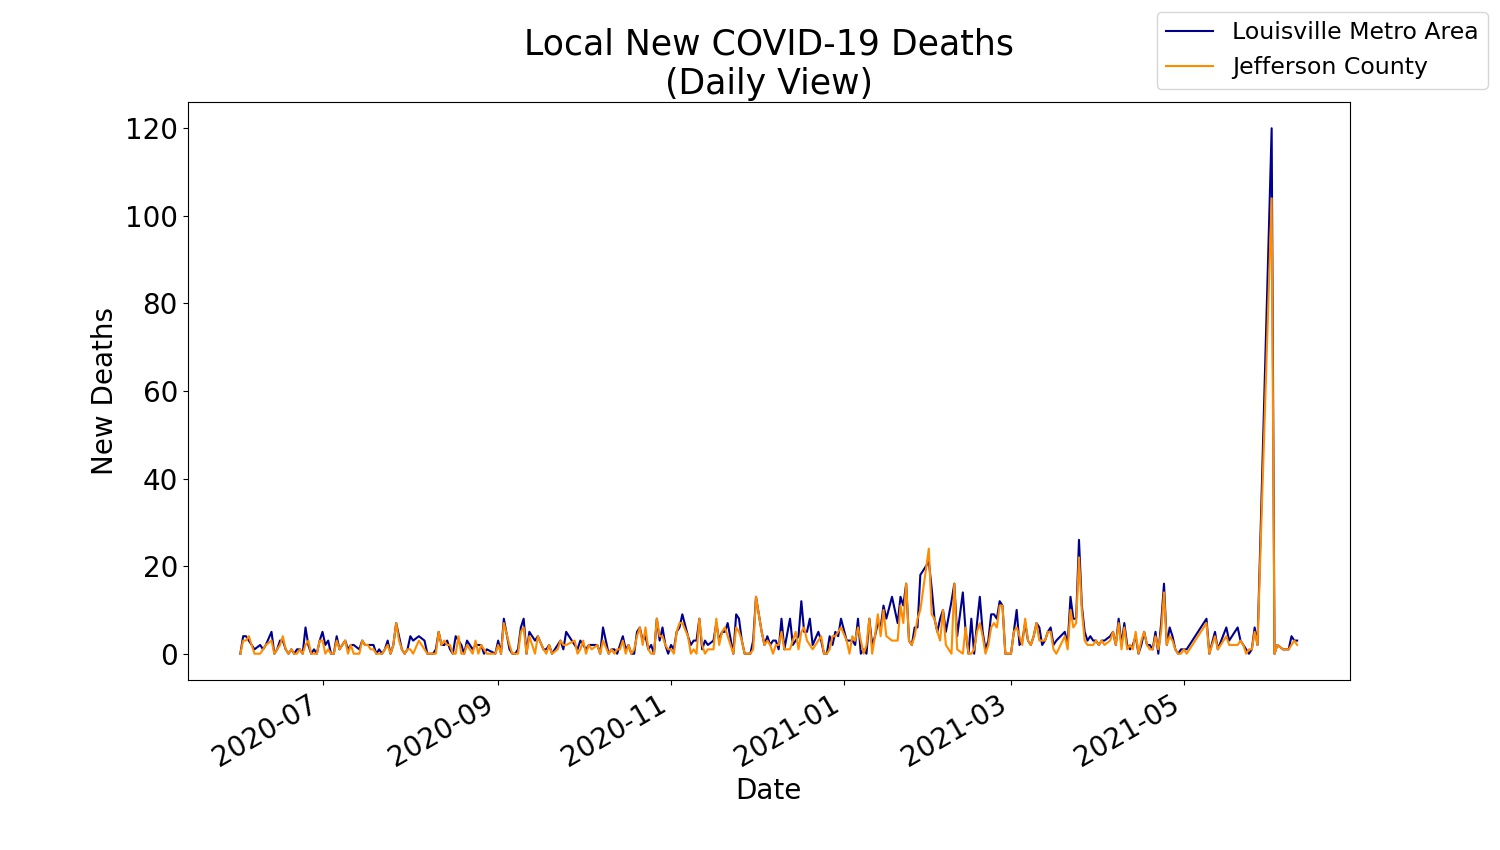 Local New COVID-19 Deaths
(Daily View)
Louisville Metro Area
Jefferson County
New Deaths
120
100
80
60
40
20
0
2020-07
2020-09
2020-11
2021-01
2021-03
2021-05
Date